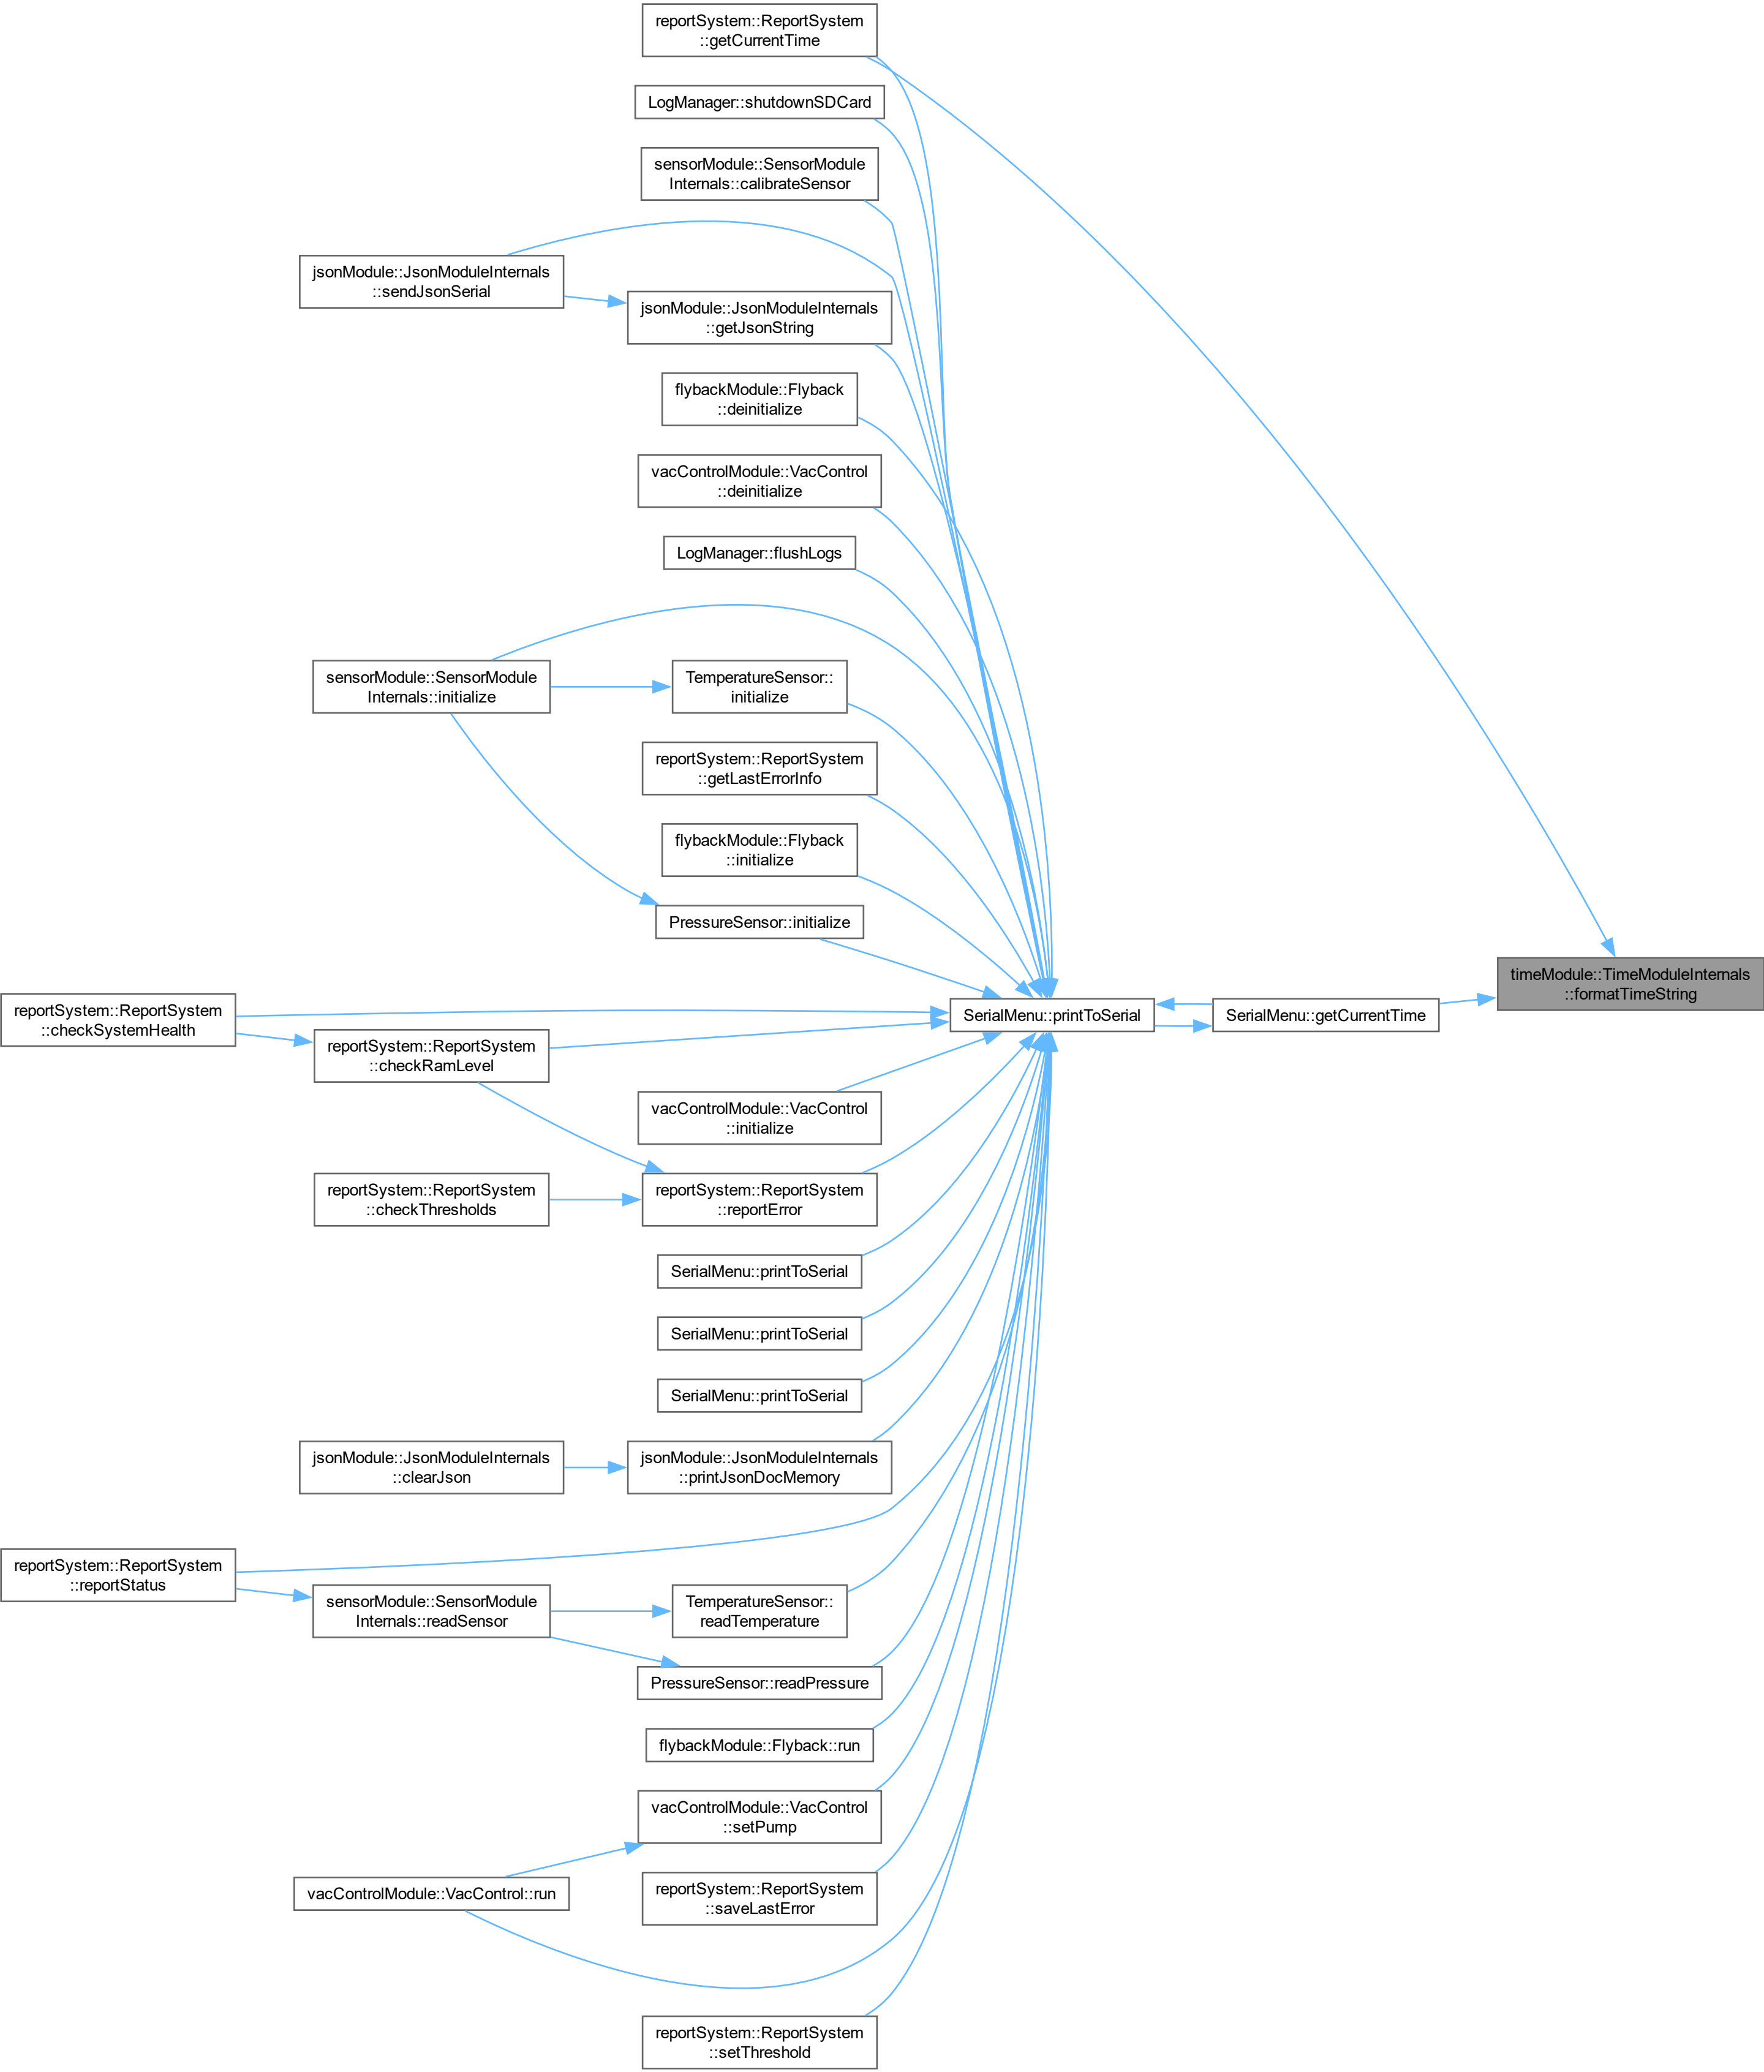 reportSystem::ReportSystem
::getCurrentTime
LogManager::shutdownSDCard
sensorModule::SensorModule
Internals::calibrateSensor
jsonModule::JsonModuleInternals
::sendJsonSerial
jsonModule::JsonModuleInternals
::getJsonString
flybackModule::Flyback
::deinitialize
vacControlModule::VacControl
::deinitialize
LogManager::flushLogs
sensorModule::SensorModule
Internals::initialize
TemperatureSensor::
initialize
reportSystem::ReportSystem
::getLastErrorInfo
flybackModule::Flyback
::initialize
PressureSensor::initialize
timeModule::TimeModuleInternals
::formatTimeString
reportSystem::ReportSystem
::checkSystemHealth
SerialMenu::printToSerial
SerialMenu::getCurrentTime
reportSystem::ReportSystem
::checkRamLevel
vacControlModule::VacControl
::initialize
reportSystem::ReportSystem
::checkThresholds
reportSystem::ReportSystem
::reportError
SerialMenu::printToSerial
SerialMenu::printToSerial
SerialMenu::printToSerial
jsonModule::JsonModuleInternals
::clearJson
jsonModule::JsonModuleInternals
::printJsonDocMemory
reportSystem::ReportSystem
::reportStatus
sensorModule::SensorModule
Internals::readSensor
TemperatureSensor::
readTemperature
PressureSensor::readPressure
flybackModule::Flyback::run
vacControlModule::VacControl
::setPump
vacControlModule::VacControl::run
reportSystem::ReportSystem
::saveLastError
reportSystem::ReportSystem
::setThreshold